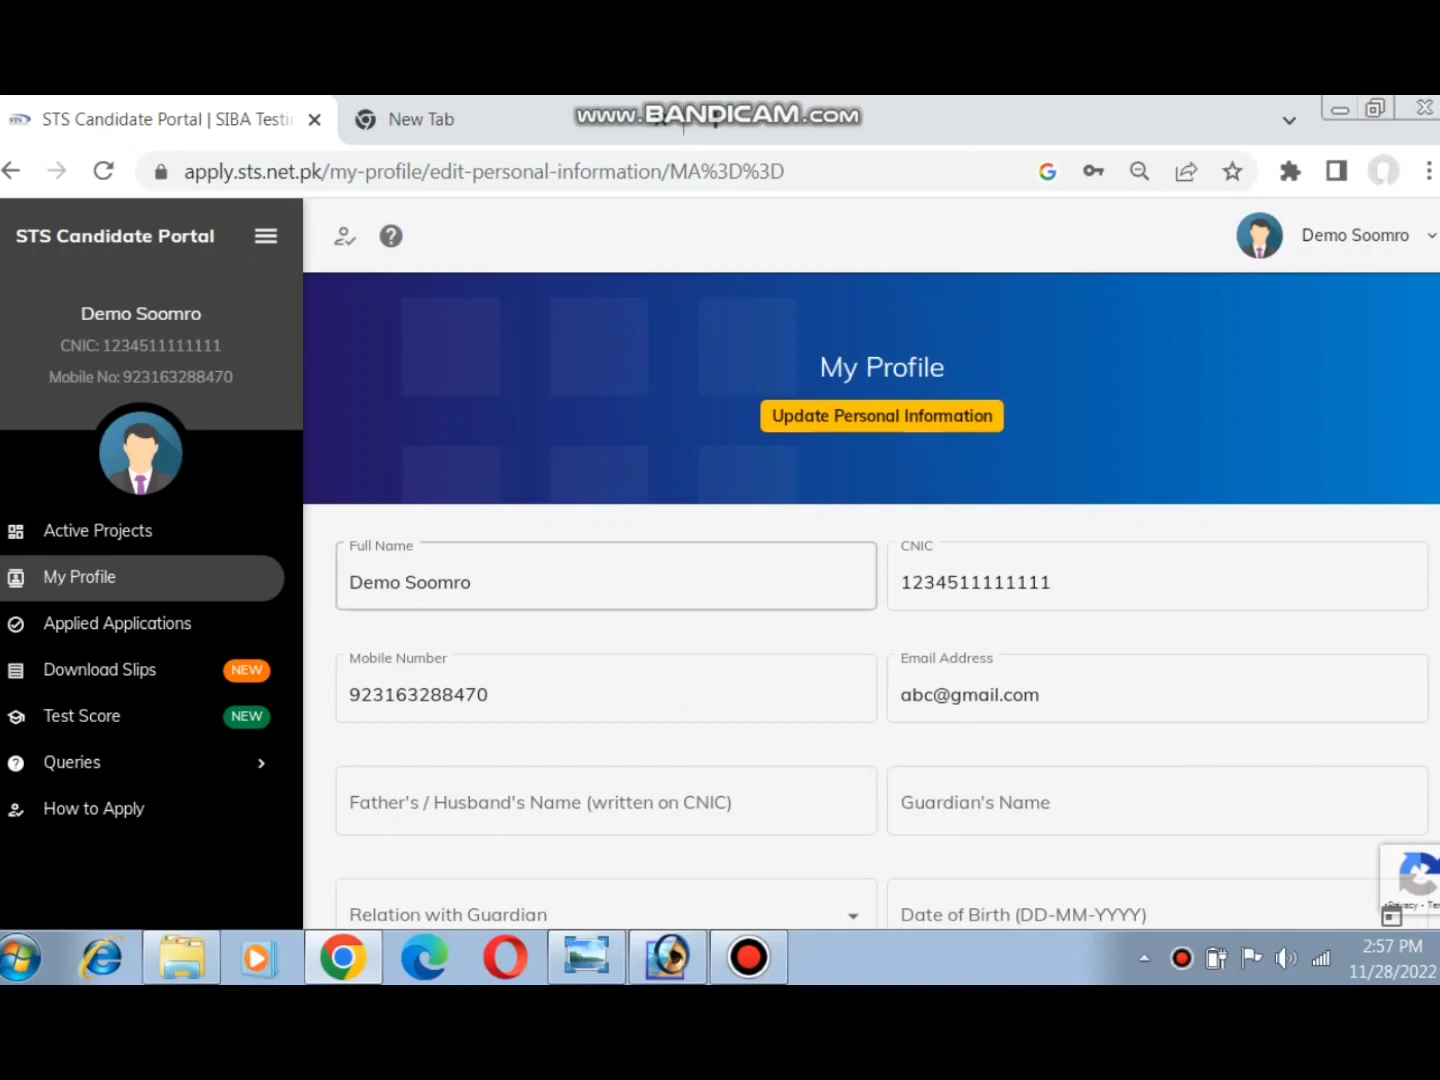 STS Candidate Portal | SIBA Testin
New Tab
www.BANDICAM.com
apply.sts.net.pk/my-profile/edit-personal-information/MA%3D%3D
STS Candidate Portal
Demo Soomro
Demo Soomro
CNIC: 1234511111111
Mobile No: 923163288470
My Profile
Update Personal Information
Active Projects
My Profile
Applied Applications
Download Slips NEW
Test Score NEW
Queries
How to Apply
Full Name
Demo Soomro
CNIC
1234511111111
Mobile Number
923163288470
Email Address
abc@gmail.com
Father's / Husband's Name (written on CNIC)
Guardian's Name
Relation with Guardian
Date of Birth (DD-MM-YYYY)
Privacy - Ter
2:57 PM
11/28/2022